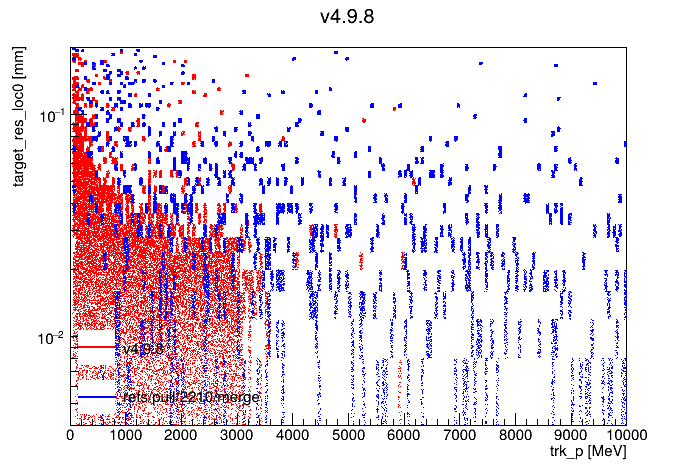 v4.9.8
target_res_loc0 [mm]
10⁻¹
10⁻²
v4.9.8
refs/pull/2210/merge
0 1000 2000 3000 4000 5000 6000 7000 8000 9000 10000
trk_p [MeV]